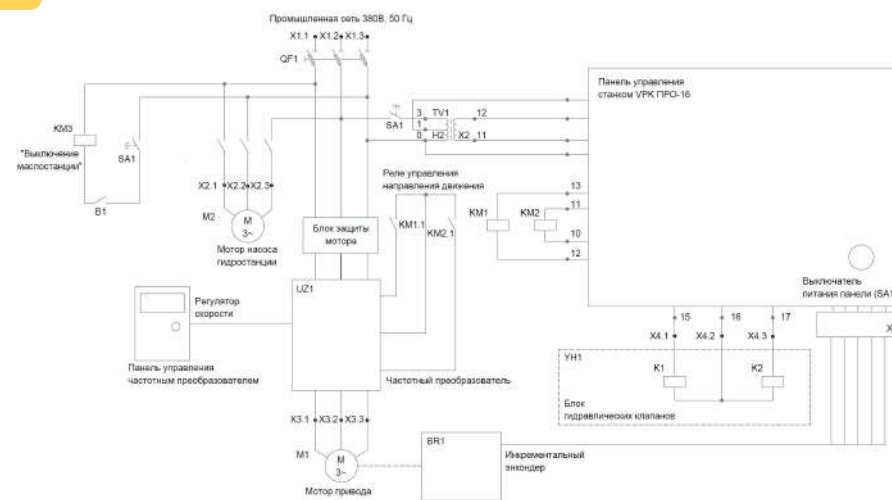 Промышленная сеть 380В, 50 Гц
X1.1 X1.2 X1.3
QF1
Панель управления
станком VPK ПРО-16
KM3
"Выключение
маслостанции"
SA1
B1
SA1
3 TV1 12
1
0 H2 X2 11
X2.1 X2.2 X2.3
M2
M
3~
Мотор насоса
гидростанции
Реле управления
направления движения
KM1.1
KM2.1
Блок защиты
мотора
13
11
KM1
KM2
10
12
Выключатель
питания панели (SA1
UZ1
Регулятор
скорости
Панель управления
частотным преобразователем
Частотный преобразователь
15 16 17
X4.1 X4.2 X4.3
X
YH1
K1
K2
Блок
гидравлических клапанов
X3.1 X3.2 X3.3
M1
M
3~
Мотор привода
BR1
Инкрементальный
энкондер